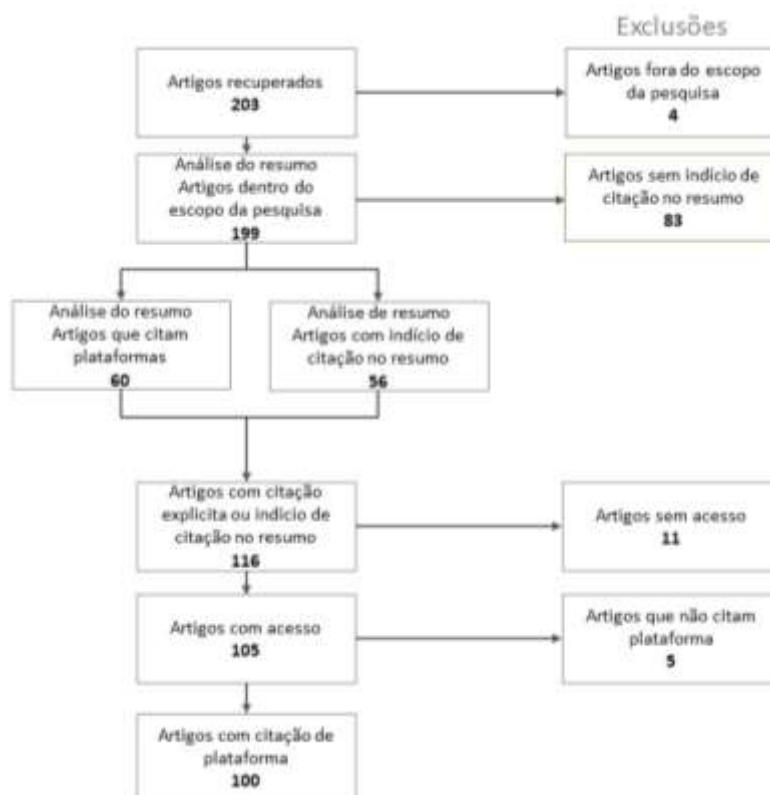 Exclusões
Artigos recuperados
203
Artigos fora do escopo
da pesquisa
4
Análise do resumo
Artigos dentro do
escopo da pesquisa
199
Artigos sem indício de
citação no resumo
83
Análise do resumo
Artigos que citam
plataformas
60
Análise de resumo
Artigos com indício de
citação no resumo
56
Artigos com citação
explicita ou indício de
citação no resumo
116
Artigos sem acesso
11
Artigos com acesso
105
Artigos que não citam
plataforma
5
Artigos com citação de
plataforma
100